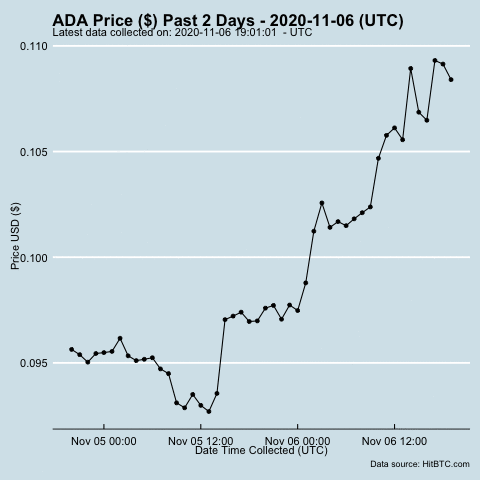 ADA Price ($) Past 2 Days - 2020-11-06 (UTC)
Latest data collected on: 2020-11-06 19:01:01  - UTC
0.110
0.105
0.100
0.095
Price USD ($)
Nov 05 00:00 Nov 05 12:00 Nov 06 00:00 Nov 06 12:00
Date Time Collected (UTC)
Data source: HitBTC.com